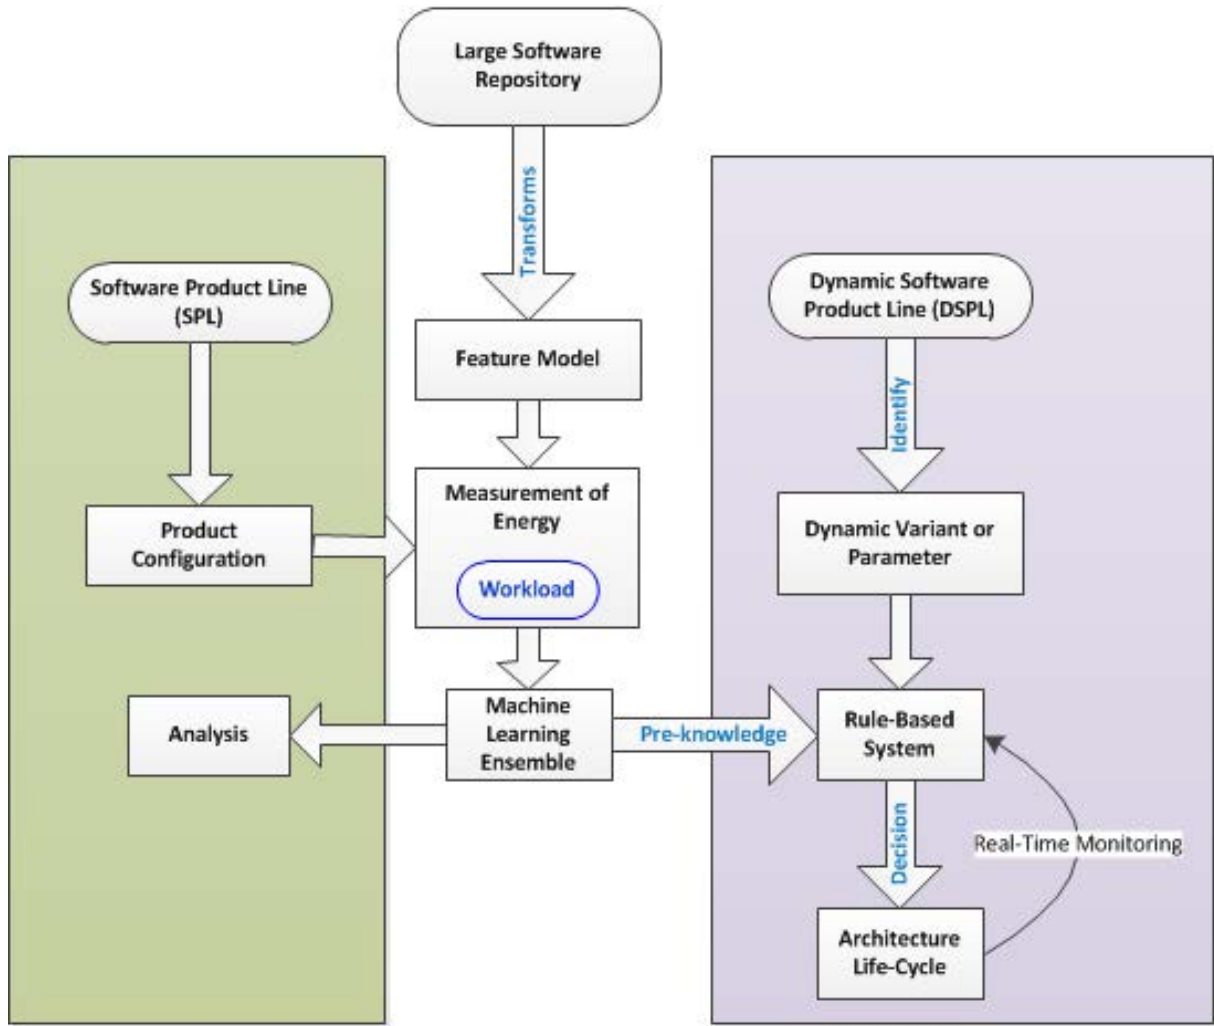 Large Software
Repository
Transforms
Software Product Line
(SPL)
Dynamic Software
Product Line (DSPL)
Feature Model
Identify
Measurement of
Energy
Workload
Product
Configuration
Dynamic Variant or
Parameter
Analysis
Machine
Learning
Ensemble
Pre-knowledge
Rule-Based
System
Decision
Real-Time Monitoring
Architecture
Life-Cycle